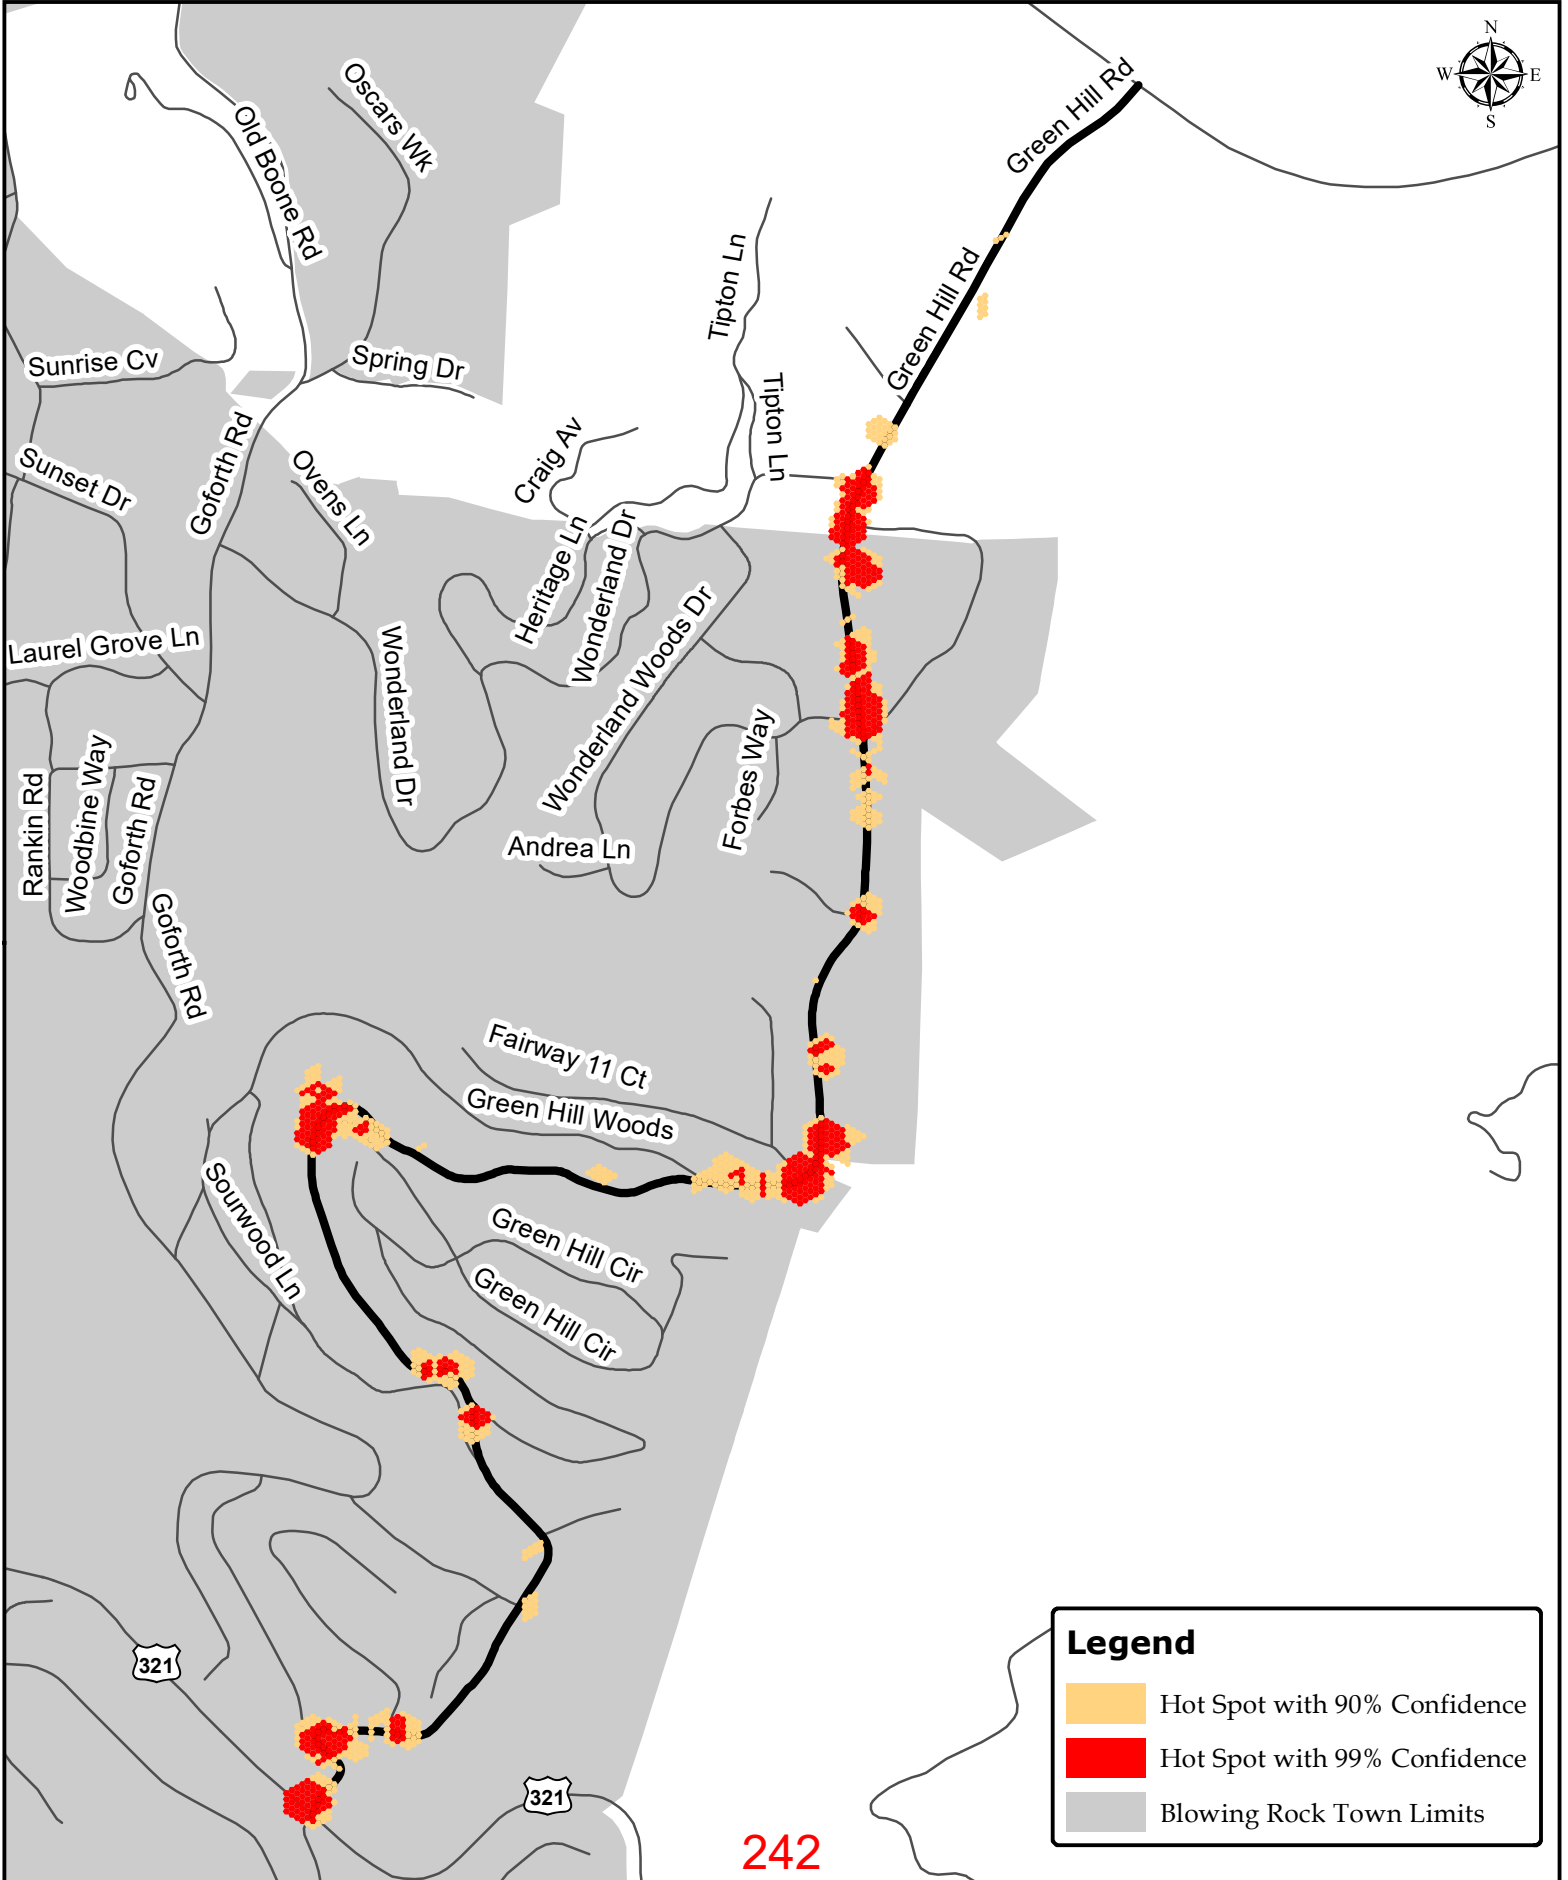 N
W E
S
Green Hill Rd
Oscars Wk
Old Boone Rd
Tipton Ln
Green Hill Rd
Sunrise Cv
Spring Dr
Tipton Ln
Craig Av
Goforth Rd
Sunset Dr
Ovens Ln
Heritage Ln
Wonderland Dr
Wonderland Woods Dr
Laurel Grove Ln
Wonderland Dr
Forbes Way
Rankin Rd
Woodbine Way
Goforth Rd
Andrea Ln
Goforth Rd
Fairway 11 Ct
Green Hill Woods
Sourwood Ln
Green Hill Cir
Green Hill Cir
321
321
Legend
Hot Spot with 90% Confidence
Hot Spot with 99% Confidence
Blowing Rock Town Limits
242